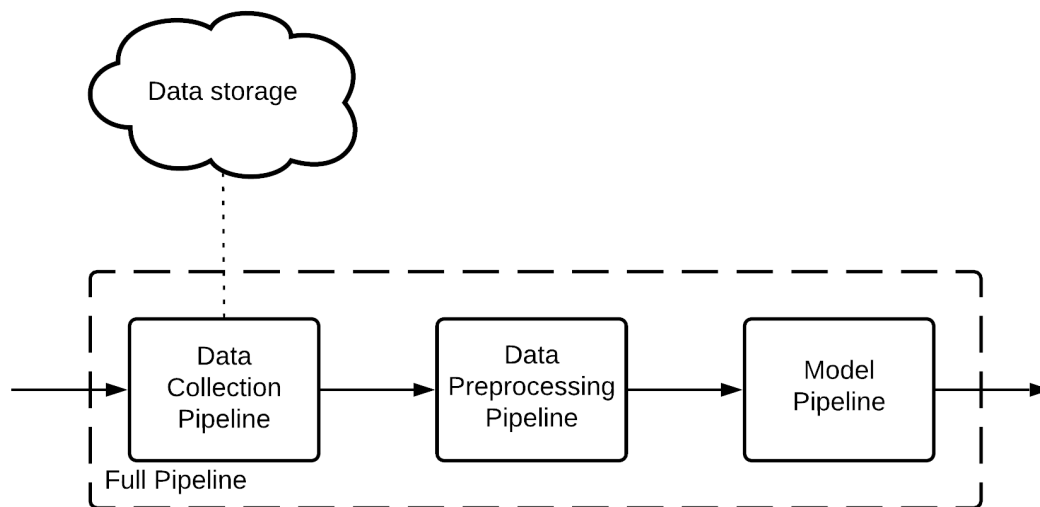 Data storage
Data
Collection
Pipeline
Data
Preprocessing
Pipeline
Model
Pipeline
Full Pipeline